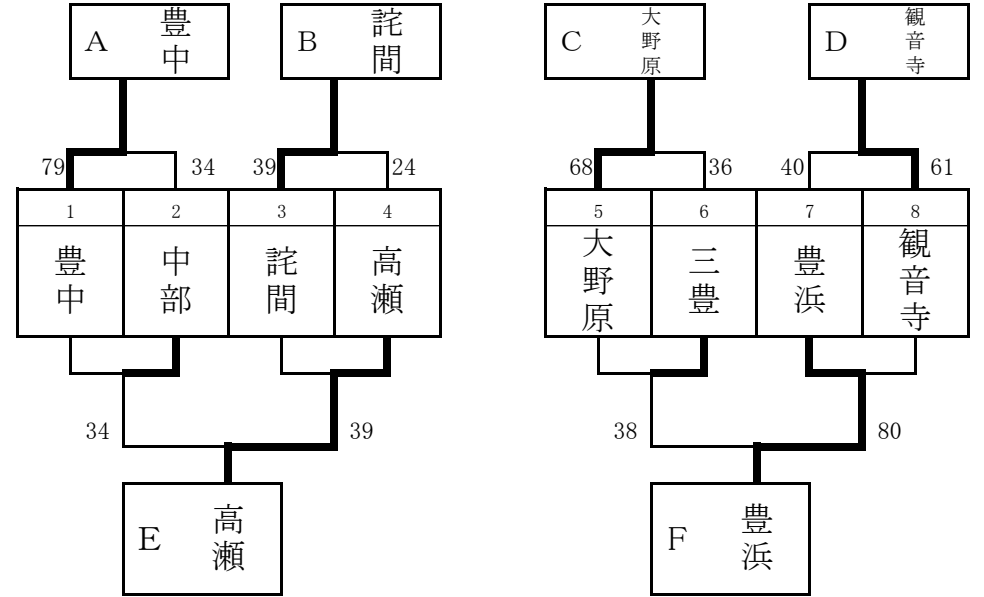 A 豊中
B 詫間
C 大野原
D 観音寺
79 34 39 24 68 36 40 61
1 2 3 4 5 6 7 8
豊中 中部 詫間 高瀬 大野原 三豊 豊浜 観音寺
34 39 38 80
E 高瀬
F 豊浜